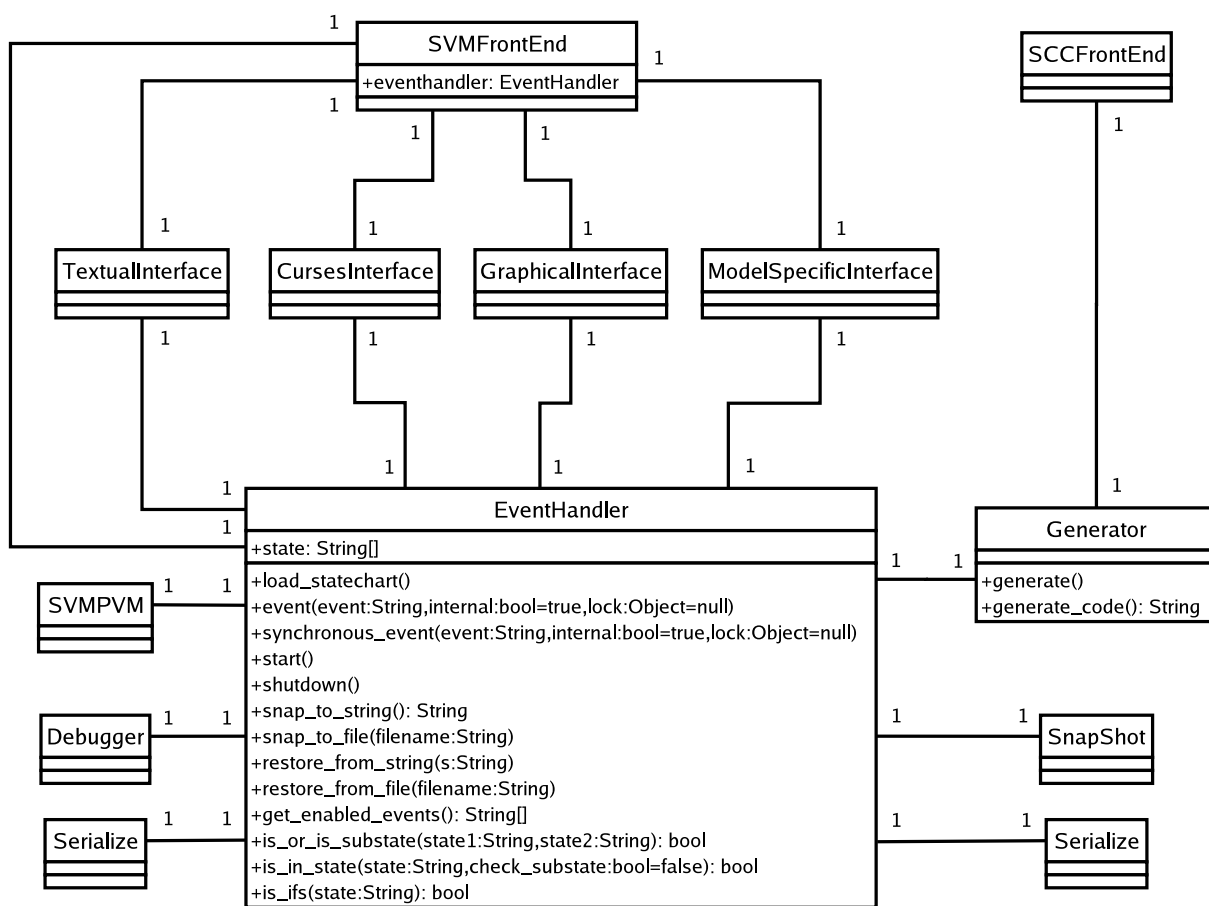 1
SVMFrontEnd
+eventhandler: EventHandler
1
1
1
1
SCCFrontEnd
1
1
TextualInterface
1
1
CursesInterface
1
1
GraphicalInterface
1
1
ModelSpecificInterface
1
1
1
1
1
1
EventHandler
+state: String[]
+load_statechart()
+event(event:String,internal:bool=true,lock:Object=null)
+synchronous_event(event:String,internal:bool=true,lock:Object=null)
+start()
+shutdown()
+snap_to_string(): String
+snap_to_file(filename:String)
+restore_from_string(s:String)
+restore_from_file(filename:String)
+get_enabled_events(): String[]
+is_or_is_substate(state1:String,state2:String): bool
+is_in_state(state:String,check_substate:bool=false): bool
+is_ifs(state:String): bool
1
Generator
+generate()
+generate_code(): String
1
1
SVMPVM
1
1
Debugger
1
1
Serialize
1
1
SnapShot
1
1
Serialize
1
1